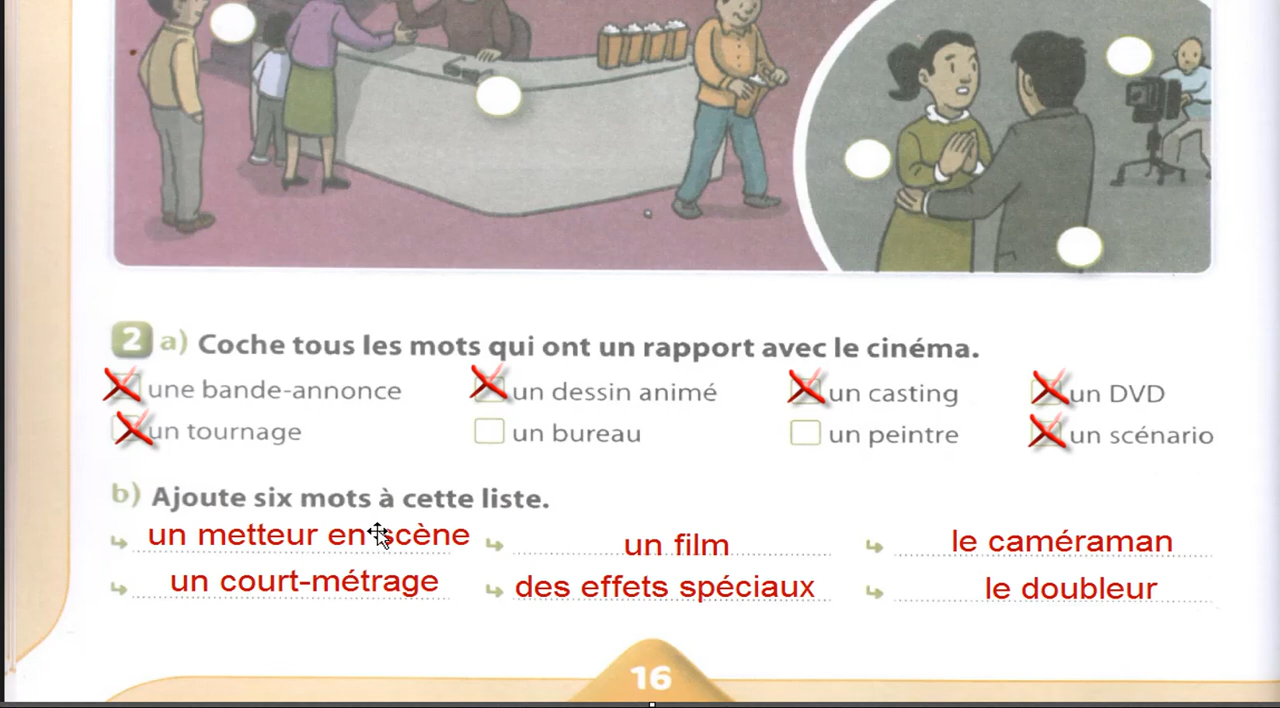 2 a) Coche tous les mots qui ont un rapport avec le cinéma.
une bande-annonce un dessin animé un casting un DVD
un tournage un bureau un peintre un scénario
b) Ajoute six mots à cette liste.
un metteur en scène un film le caméraman
un court-métrage des effets spéciaux le doubleur
16